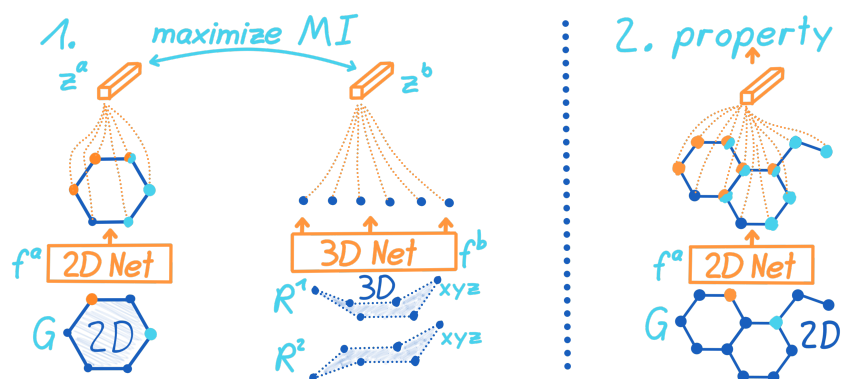 1. maximize MI
z^a
z^b
f^a 2D Net
3D Net f^b
G 2D
R^1 3D xyz
R^2 xyz
2. property
f^a 2D Net
G 2D